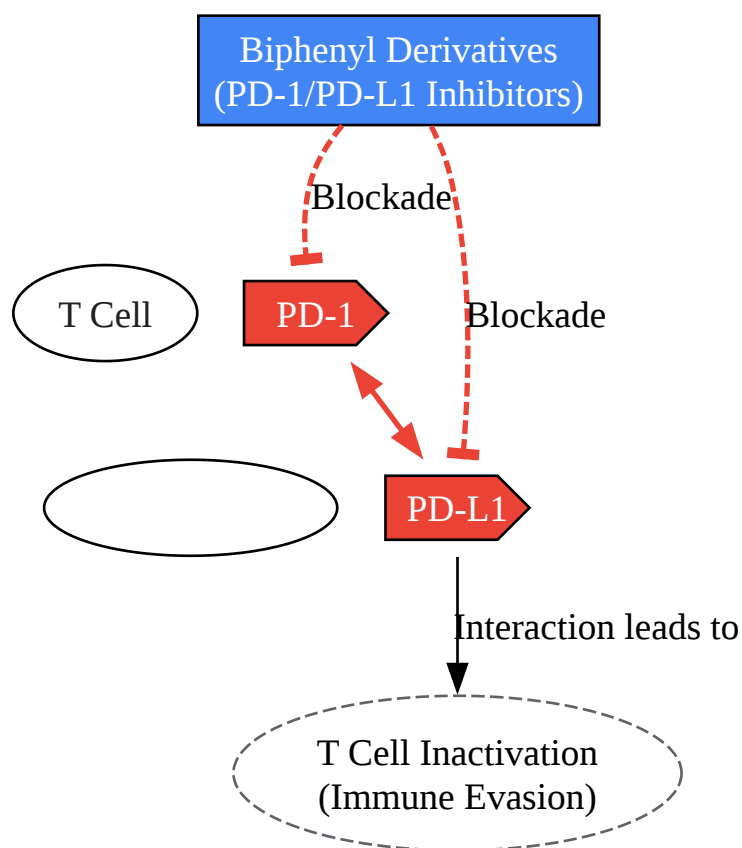 Biphenyl Derivatives
(PD-1/PD-L1 Inhibitors)
Blockade
T Cell
PD-1
Blockade
PD-L1
Interaction leads to
T Cell Inactivation
(Immune Evasion)